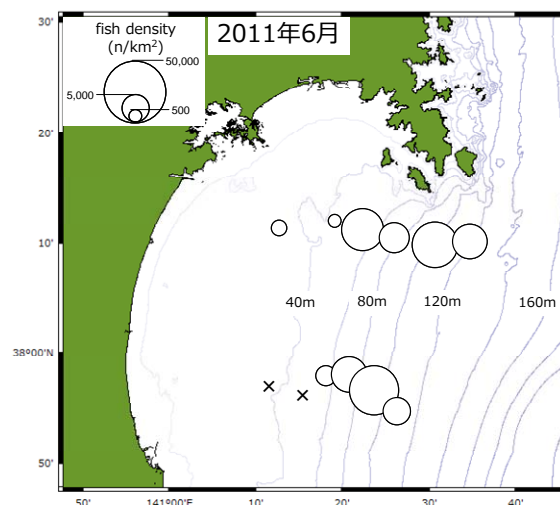 30'
fish density
(n/km²)
50,000
5,000
500
2011年6月
20'
10'
40m
80m
120m
160m
38°00'N
50'
50'
141°00'E
10'
20'
30'
40'